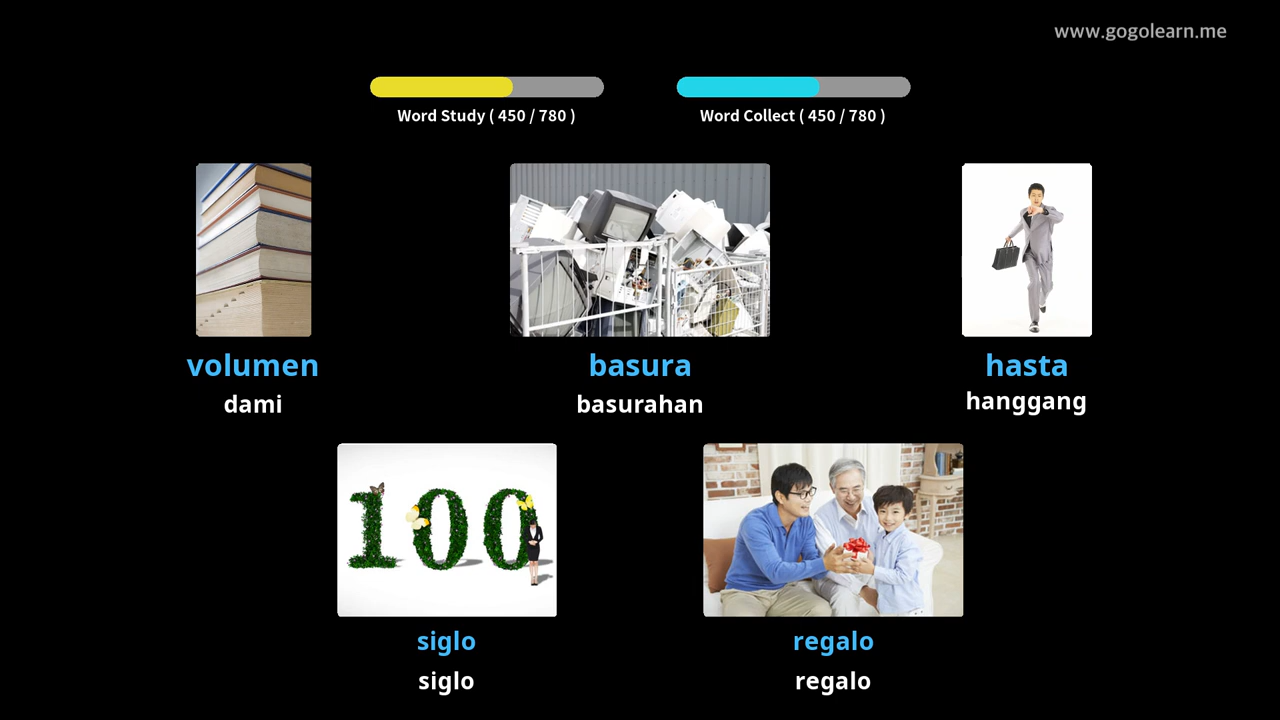 www.gogolearn.me
Word Study ( 450 / 780 )
Word Collect ( 450 / 780 )
volumen
dami
basura
basurahan
hasta
hanggang
100
siglo
siglo
regalo
regalo